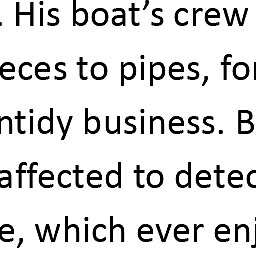 . His boat’s crew
eces to pipes, for
ntidy business. B
affected to detec
e, which ever enj